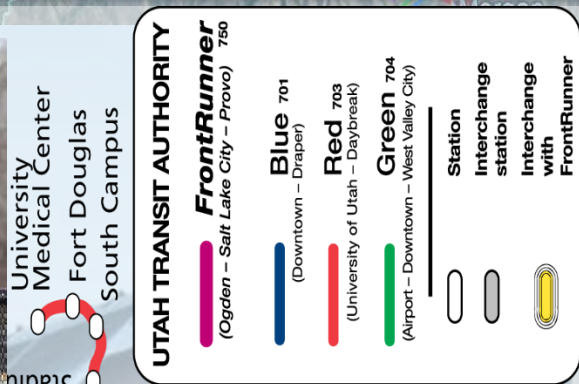 University
Medical Center
Fort Douglas
South Campus
UTAH TRANSIT AUTHORITY
FrontRunner 750
(Ogden – Salt Lake City – Provo)
Blue 701
(Downtown – Draper)
Red 703
(University of Utah – Daybreak)
Green 704
(Airport – Downtown – West Valley City)
Station
Interchange
station
Interchange
with
FrontRunner